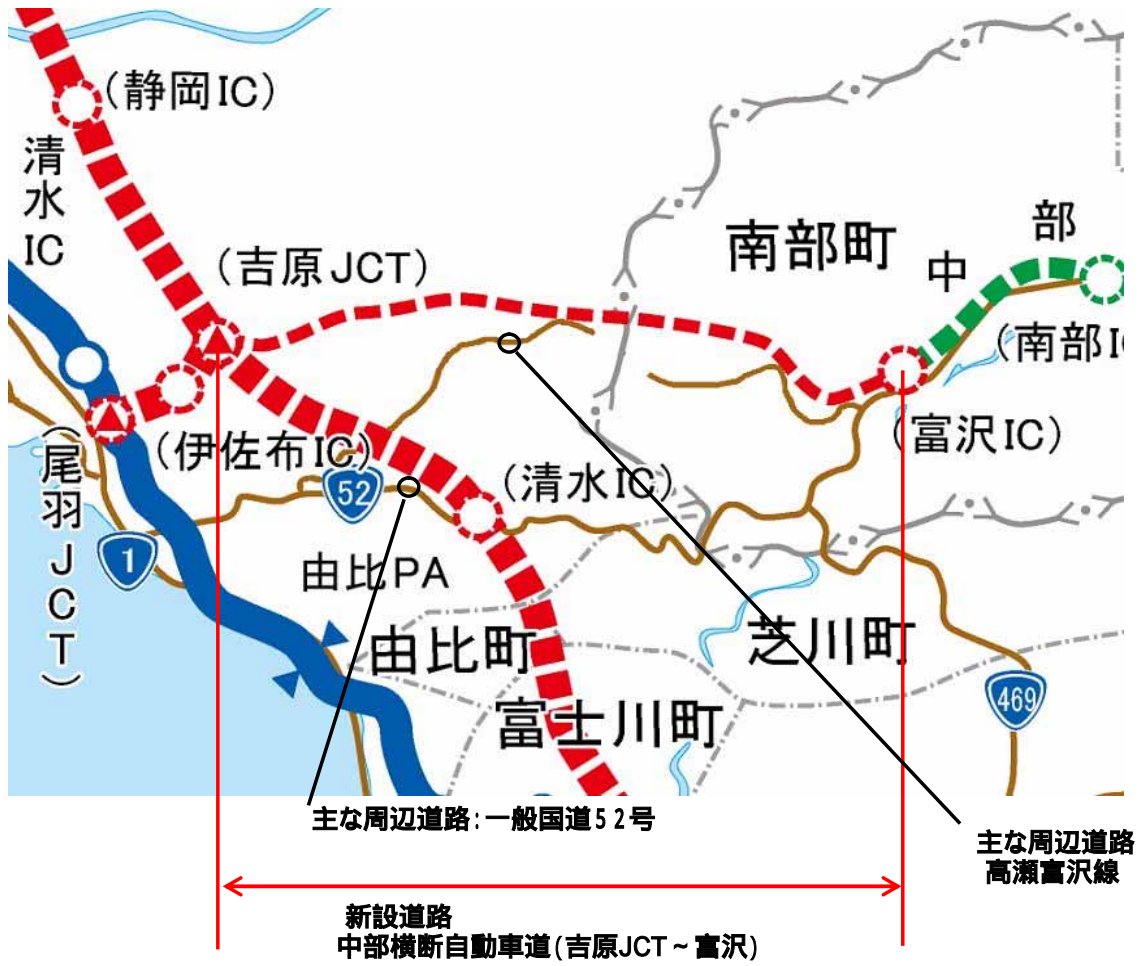 (静岡IC)
清水IC
(吉原JCT)
南部町
中
部
(南部I
(伊佐布IC)
(富沢IC)
(尾羽JCT)
52
(清水IC)
1
由比PA
由比町
芝川町
富士川町
469
主な周辺道路:一般国道52号
主な周辺道路
高瀬富沢線
新設道路
中部横断自動車道(吉原JCT~富沢)